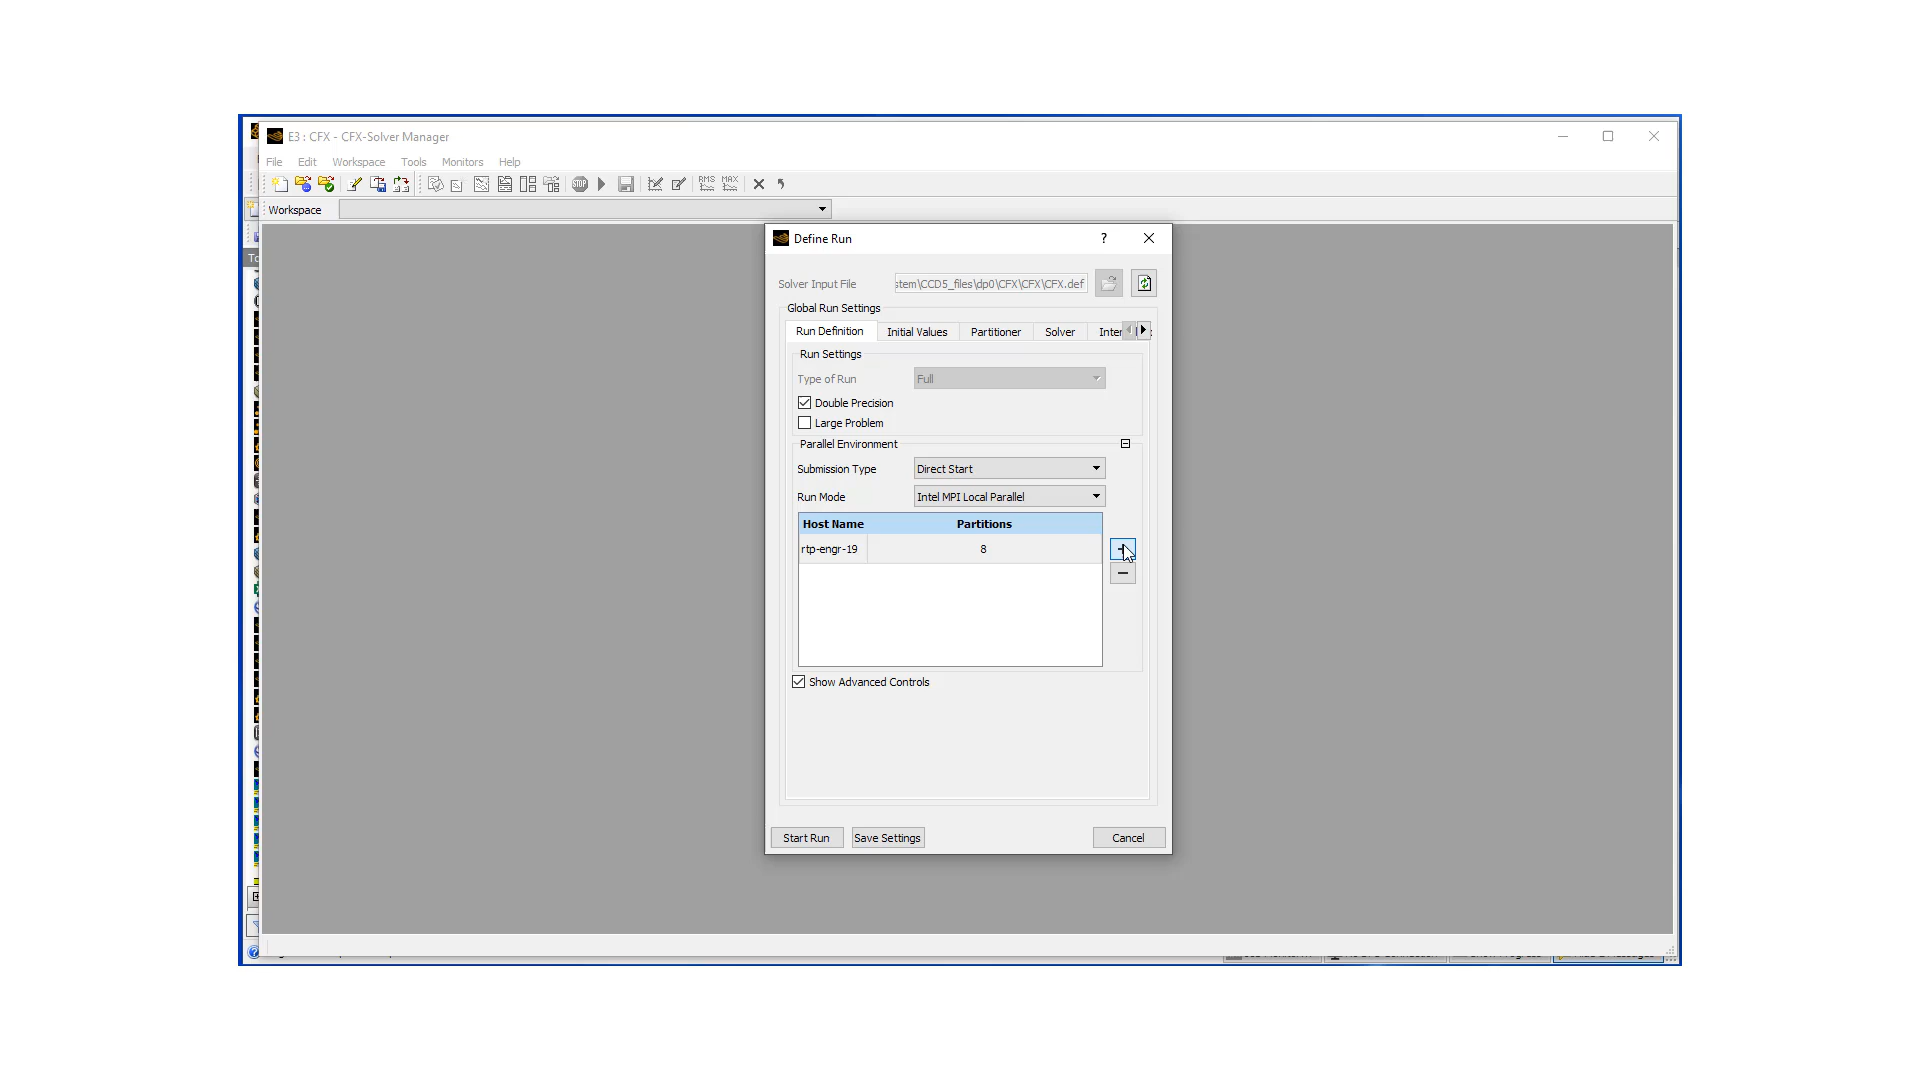 E3 : CFX - CFX-Solver Manager
File Edit Workspace Tools Monitors Help
STOP RMS MAX
Workspace
Define Run ?
Solver Input File stem\CCD5_files\dp0\CFX\CFX\CFX.def
Global Run Settings
Run Definition Initial Values Partitioner Solver
Run Settings
Type of Run Full
Double Precision
Large Problem
Parallel Environment
Submission Type Direct Start
Run Mode Intel MPI Local Parallel
Host Name Partitions
rtp-engr-19 8
Show Advanced Controls
Start Run Save Settings Cancel